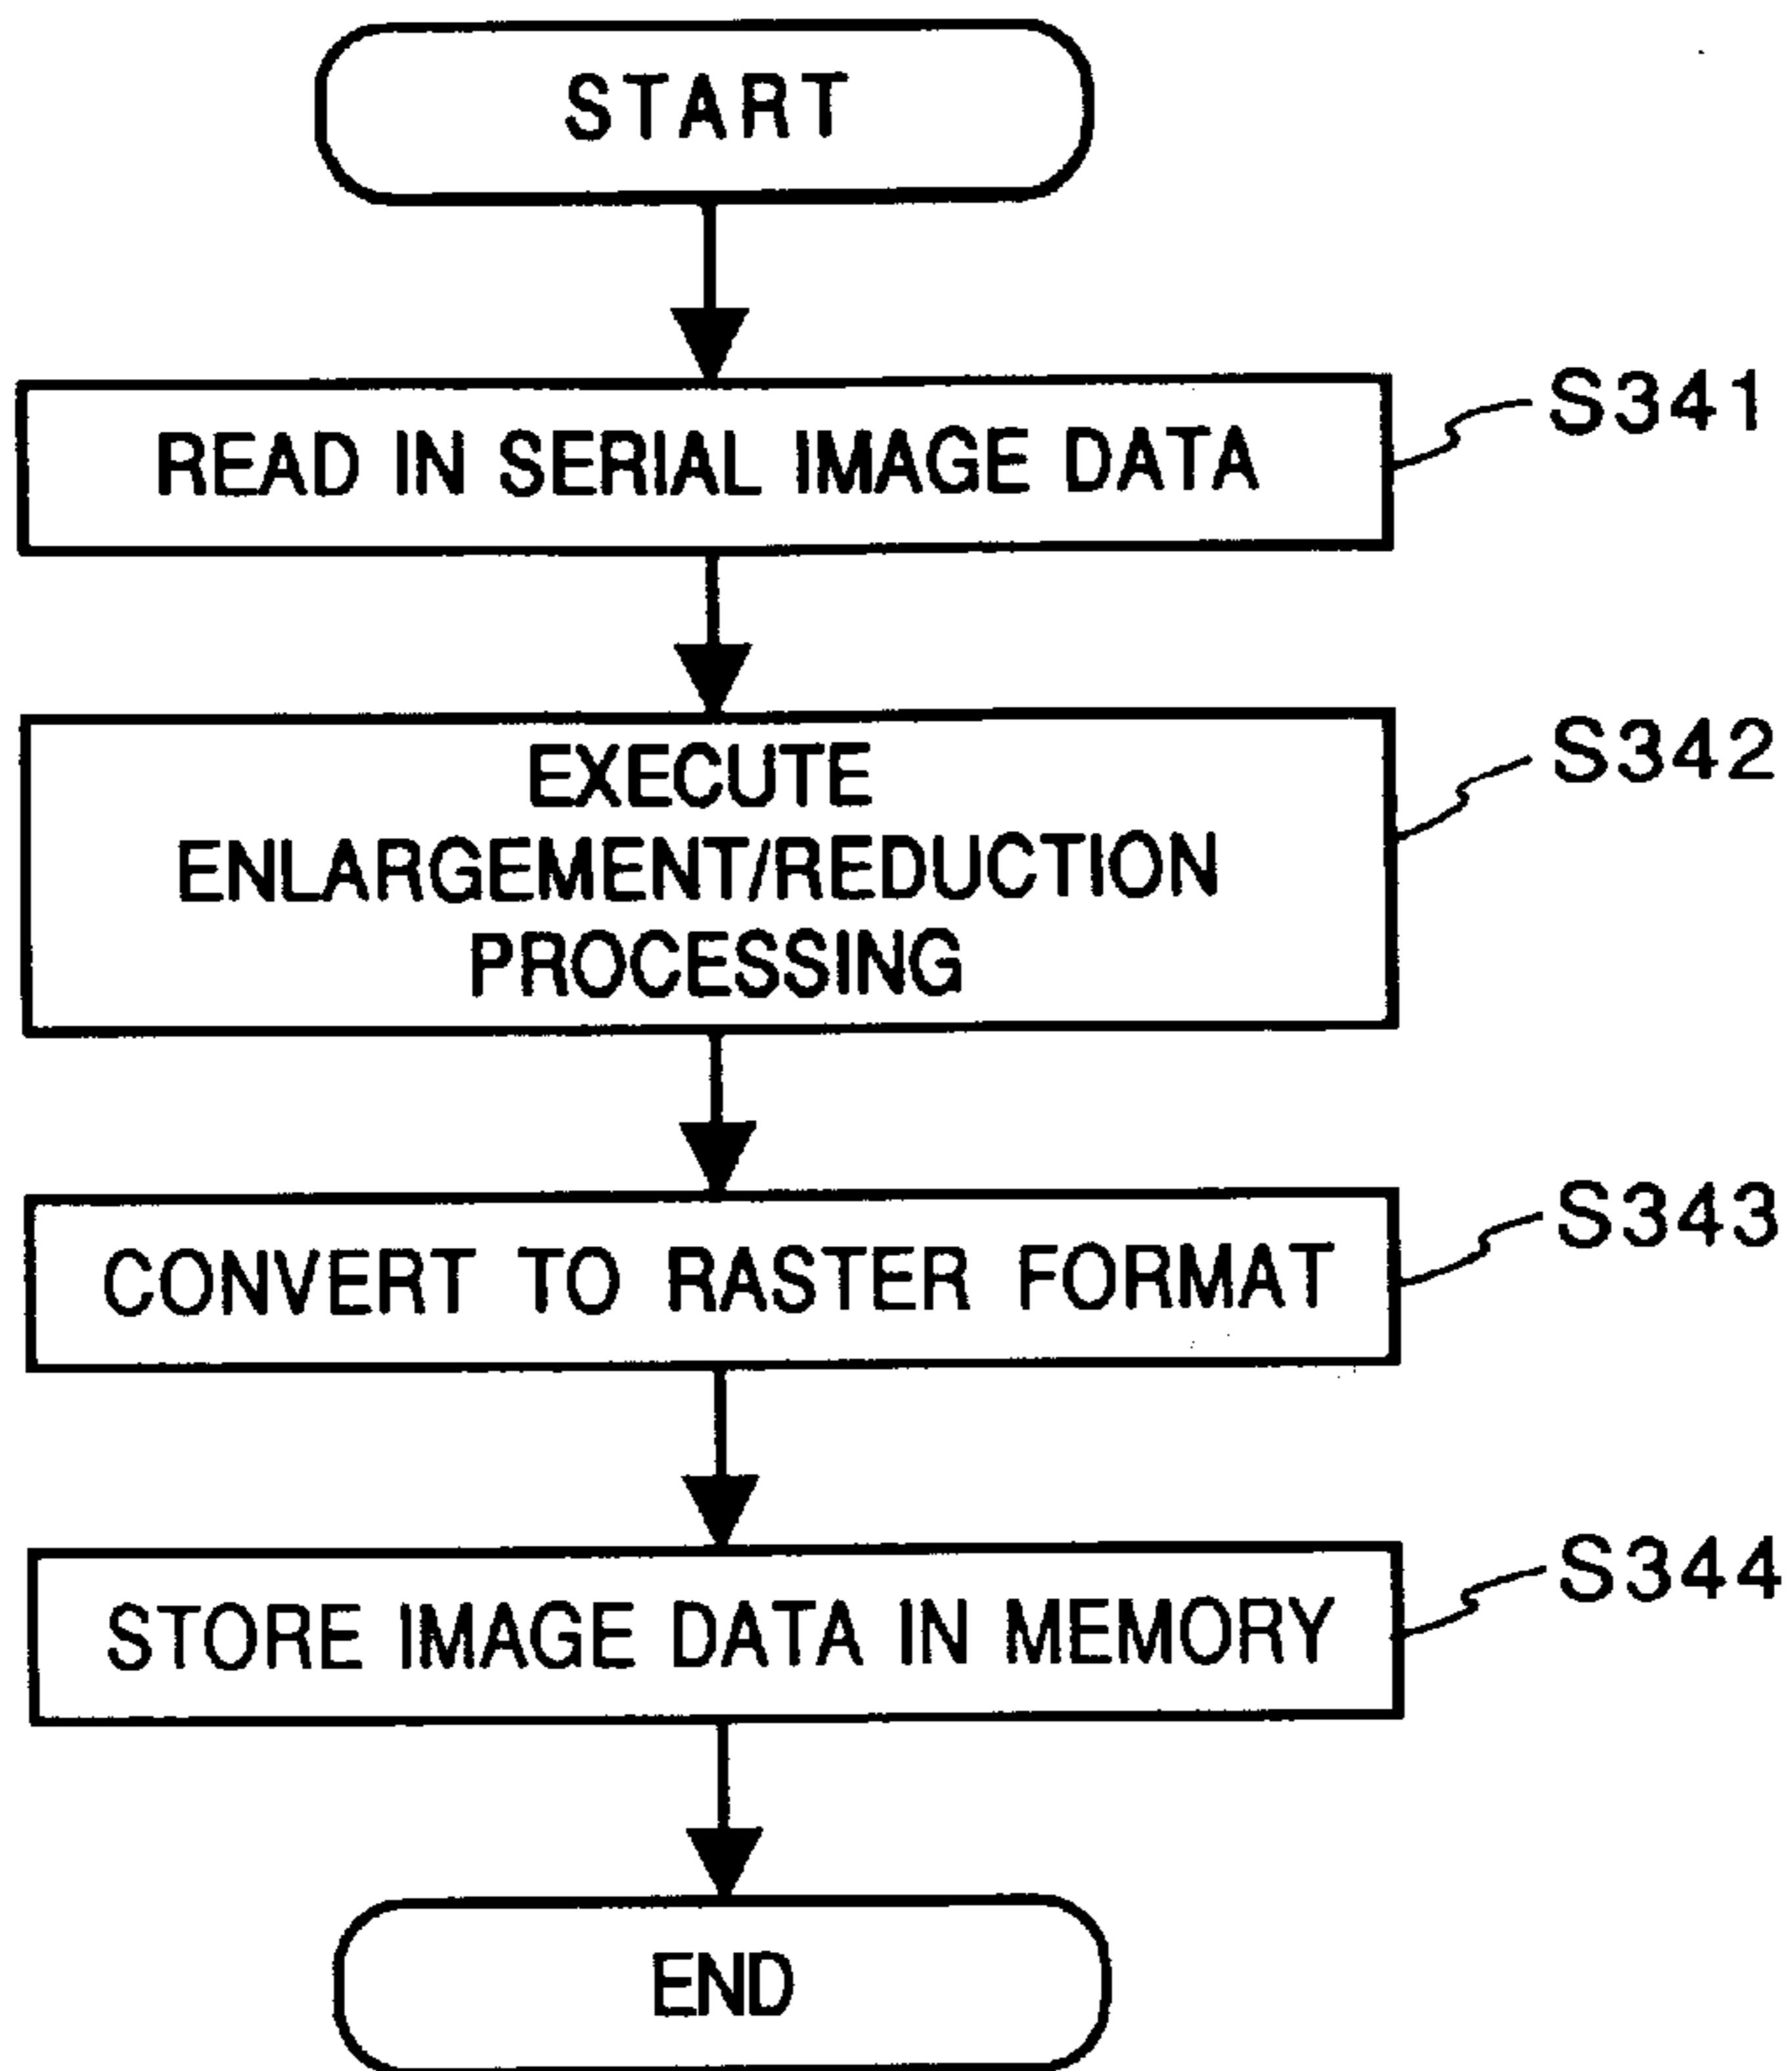 START
READ IN SERIAL IMAGE DATA
S341
EXECUTE
ENLARGEMENT/REDUCTION
PROCESSING
S342
CONVERT TO RASTER FORMAT
S343
STORE IMAGE DATA IN MEMORY
S344
END